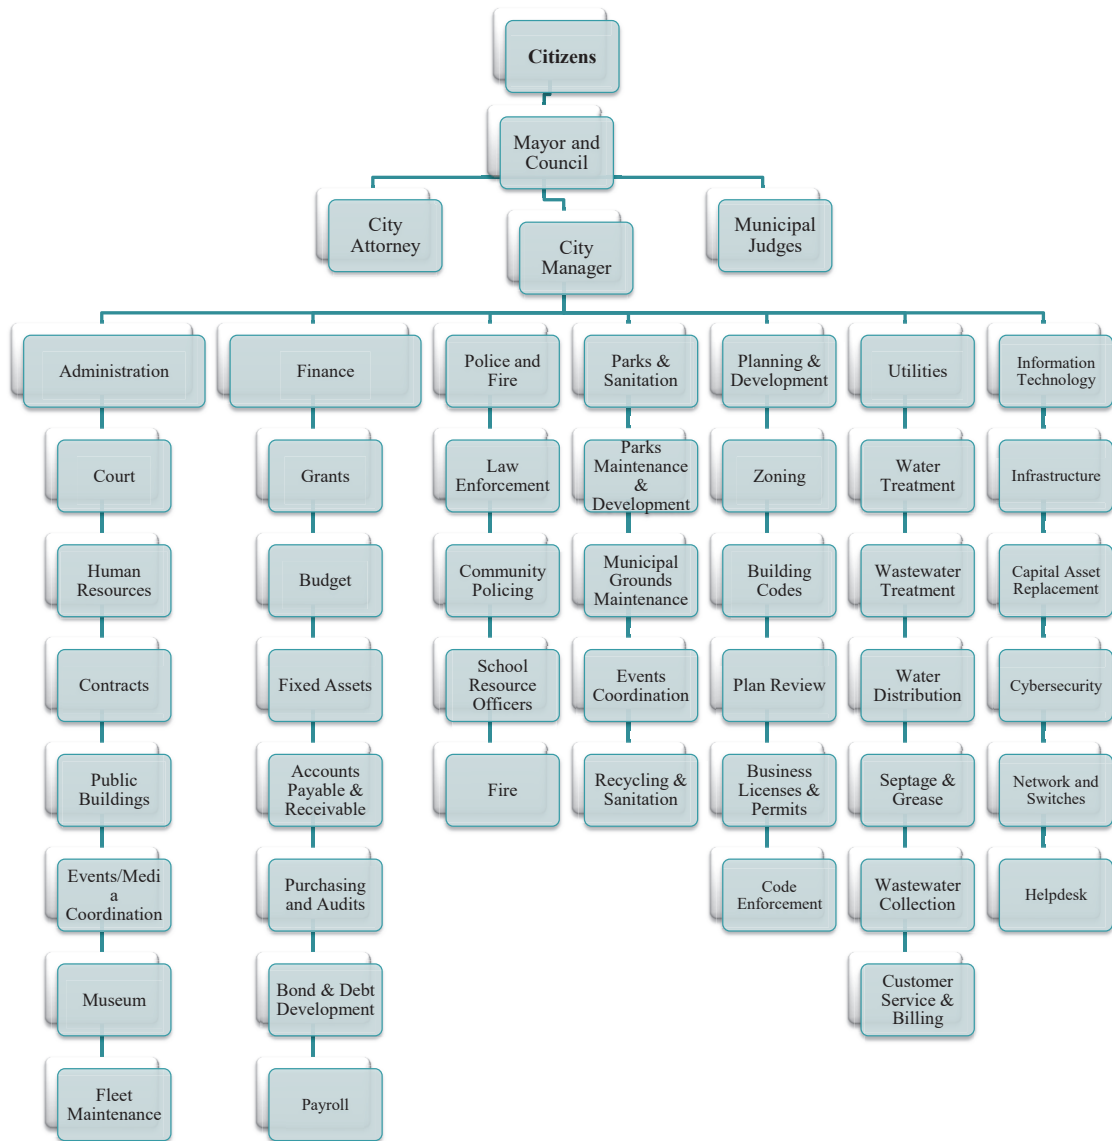 Citizens
Mayor and
Council
City
Attorney
City
Manager
Municipal
Judges
Administration
Finance
Police and
Fire
Parks &
Sanitation
Planning &
Development
Utilities
Information
Technology
Court
Human
Resources
Contracts
Public
Buildings
Events/Medi
a
Coordination
Museum
Fleet
Maintenance
Grants
Budget
Fixed Assets
Accounts
Payable &
Receivable
Purchasing
and Audits
Bond & Debt
Development
Payroll
Law
Enforcement
Community
Policing
School
Resource
Officers
Fire
Parks
Maintenance
&
Development
Municipal
Grounds
Maintenance
Events
Coordination
Recycling &
Sanitation
Zoning
Building
Codes
Plan Review
Business
Licenses &
Permits
Code
Enforcement
Water
Treatment
Wastewater
Treatment
Water
Distribution
Septage &
Grease
Wastewater
Collection
Customer
Service &
Billing
Infrastructure
Capital Asset
Replacement
Cybersecurity
Network and
Switches
Helpdesk